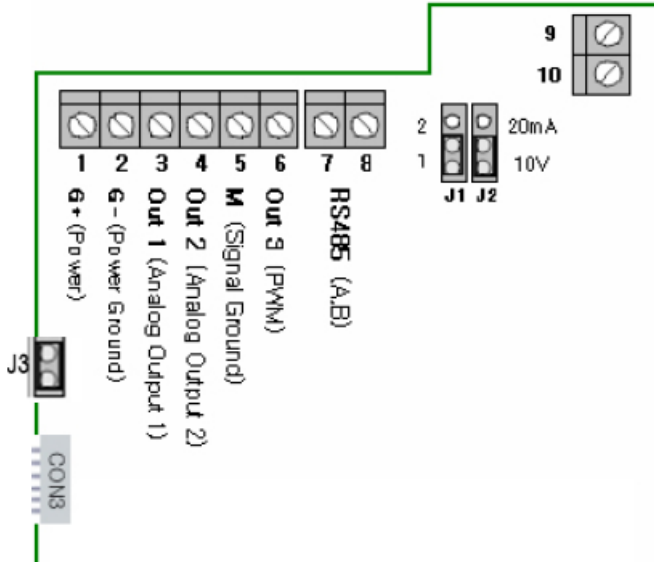 9
10
1 2 3 4 5 6 7 8
G+ (Power)
G- (Power Ground)
Out 1 (Analog Output 1)
Out 2 (Analog Output 2)
M (Signal Ground)
Out 3 (PWM)
RS485 (A,B)
2 20mA
1 10V
J1 J2
J3
CON3